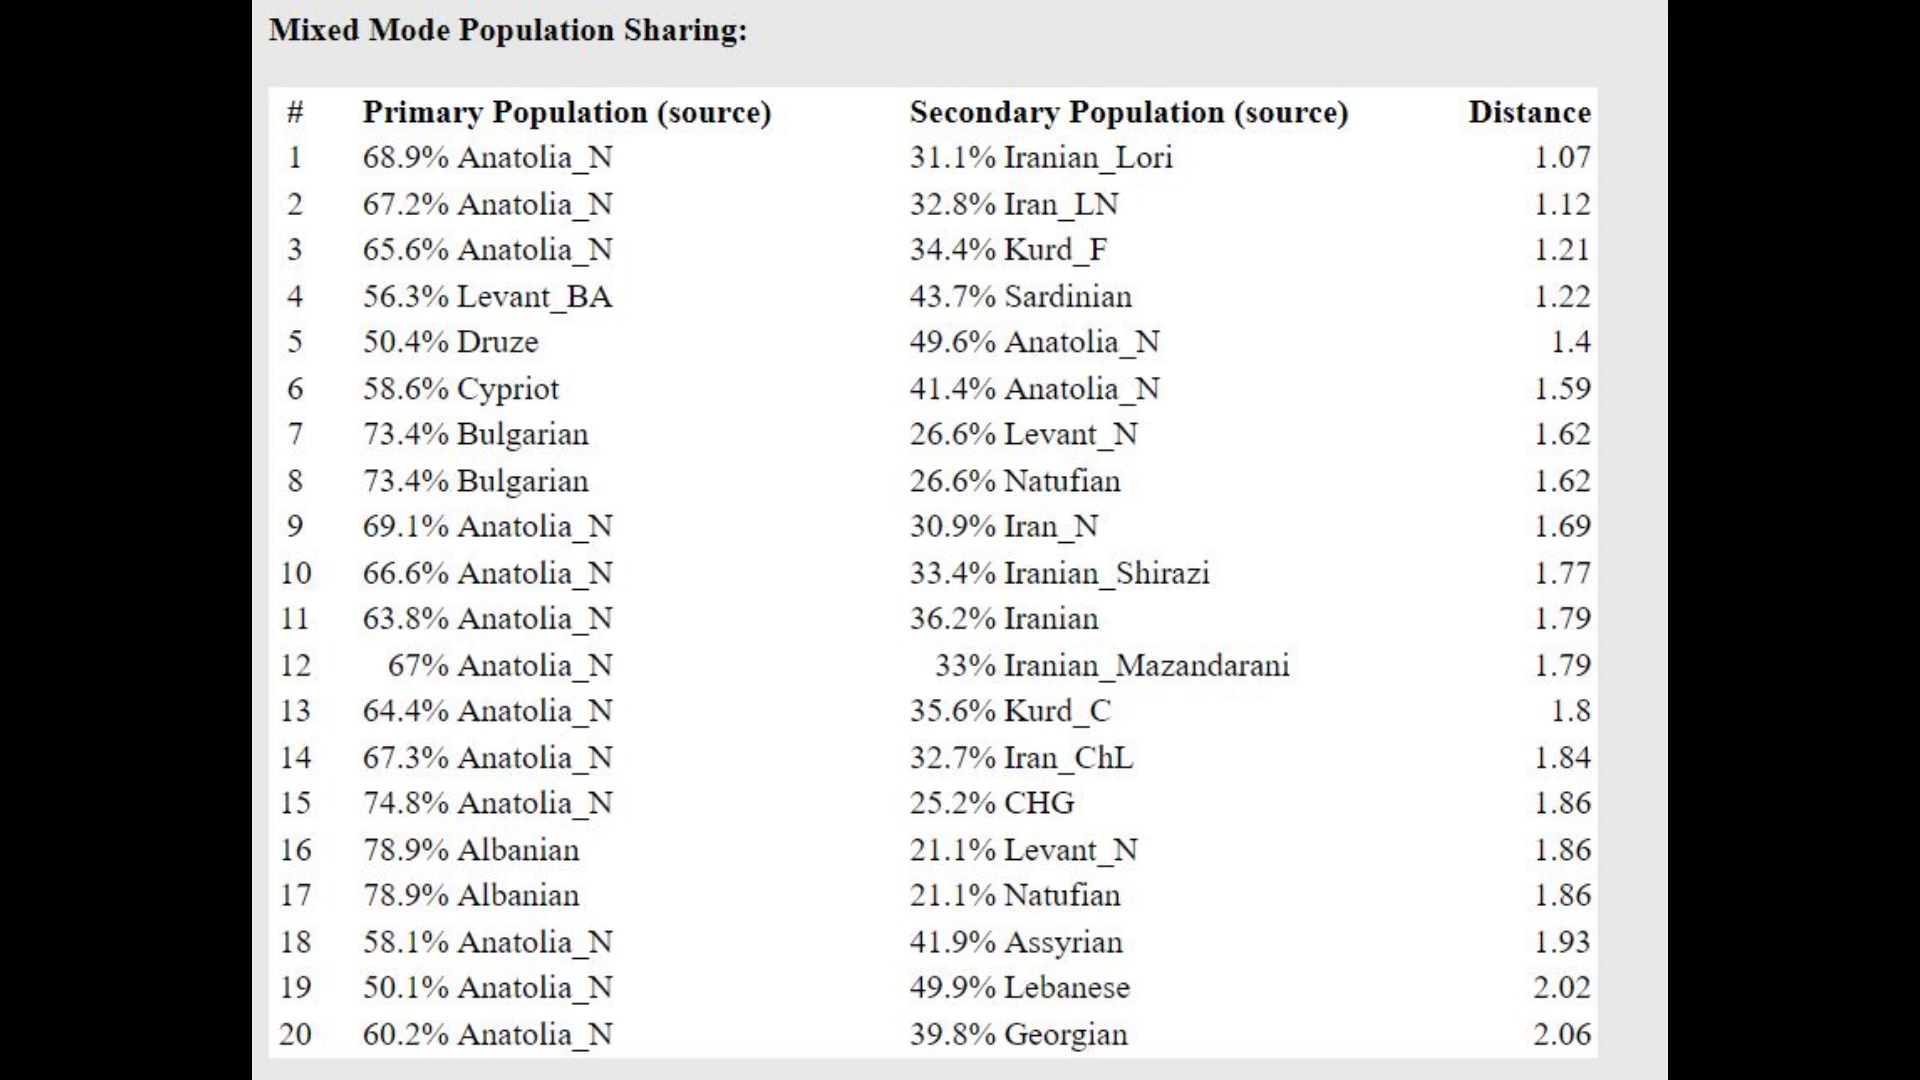 Mixed Mode Population Sharing:
# Primary Population (source) Secondary Population (source) Distance
1 68.9% Anatolia_N 31.1% Iranian_Lori 1.07
2 67.2% Anatolia_N 32.8% Iran_LN 1.12
3 65.6% Anatolia_N 34.4% Kurd_F 1.21
4 56.3% Levant_BA 43.7% Sardinian 1.22
5 50.4% Druze 49.6% Anatolia_N 1.4
6 58.6% Cypriot 41.4% Anatolia_N 1.59
7 73.4% Bulgarian 26.6% Levant_N 1.62
8 73.4% Bulgarian 26.6% Natufian 1.62
9 69.1% Anatolia_N 30.9% Iran_N 1.69
10 66.6% Anatolia_N 33.4% Iranian_Shirazi 1.77
11 63.8% Anatolia_N 36.2% Iranian 1.79
12 67% Anatolia_N 33% Iranian_Mazandarani 1.79
13 64.4% Anatolia_N 35.6% Kurd_C 1.8
14 67.3% Anatolia_N 32.7% Iran_ChL 1.84
15 74.8% Anatolia_N 25.2% CHG 1.86
16 78.9% Albanian 21.1% Levant_N 1.86
17 78.9% Albanian 21.1% Natufian 1.86
18 58.1% Anatolia_N 41.9% Assyrian 1.93
19 50.1% Anatolia_N 49.9% Lebanese 2.02
20 60.2% Anatolia_N 39.8% Georgian 2.06